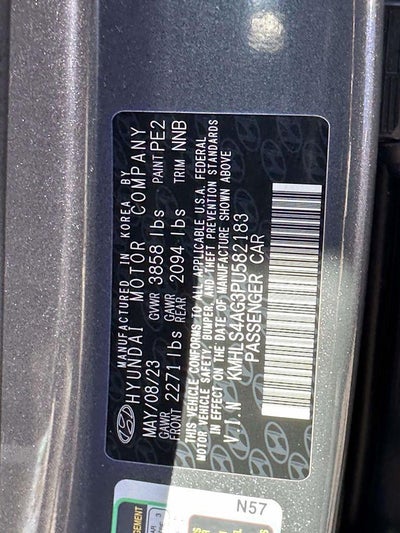 MANUFACTURED IN KOREA BY
HYUNDAI MOTOR COMPANY
MAY/08/23 GVWR 3858 lbs PAINT PE2
GAWR FRONT 2271 lbs GAWR REAR 2094 lbs TRIM NNB
THIS VEHICLE CONFORMS TO ALL APPLICABLE U.S.A. FEDERAL
MOTOR VEHICLE SAFETY, BUMPER, AND THEFT PREVENTION STANDARDS
IN EFFECT ON THE DATE OF MANUFACTURE SHOWN ABOVE
V.I.N KMHLS4AG3PU582183
PASSENGER CAR
N57